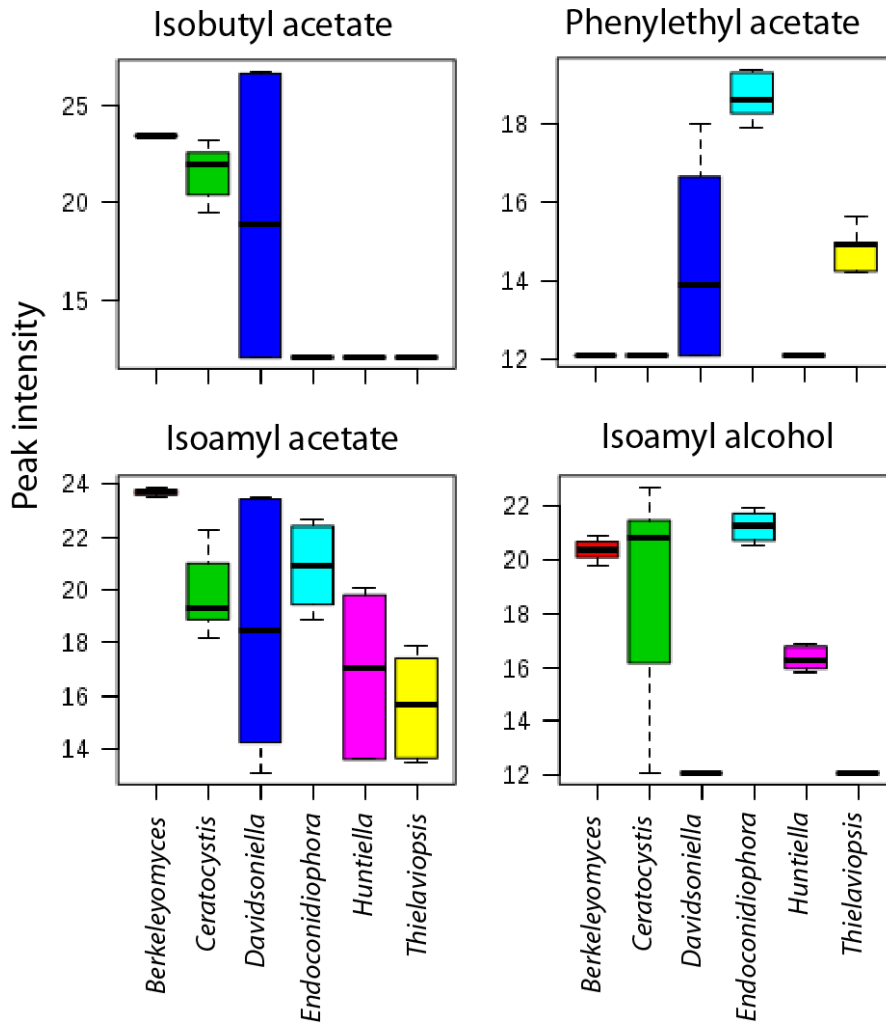 Isobutyl acetate
Phenylethyl acetate
25
20
15
18
16
14
12
Peak intensity
Isoamyl acetate
Isoamyl alcohol
24
22
20
18
16
14
22
20
18
16
14
12
Berkeleyomyces
Ceratocystis
Davidsoniella
Endoconidiophora
Huntiella
Thielaviopsis
Berkeleyomyces
Ceratocystis
Davidsoniella
Endoconidiophora
Huntiella
Thielaviopsis